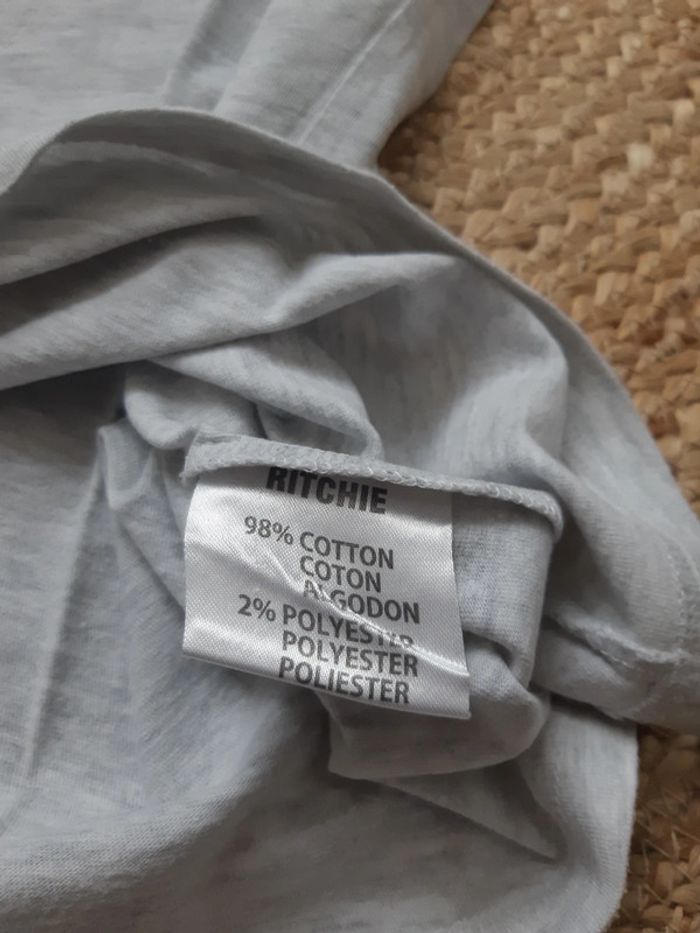 RITCHIE
98% COTTON
COTON
ALGODON
2% POLYESTER
POLYESTER
POLIESTER